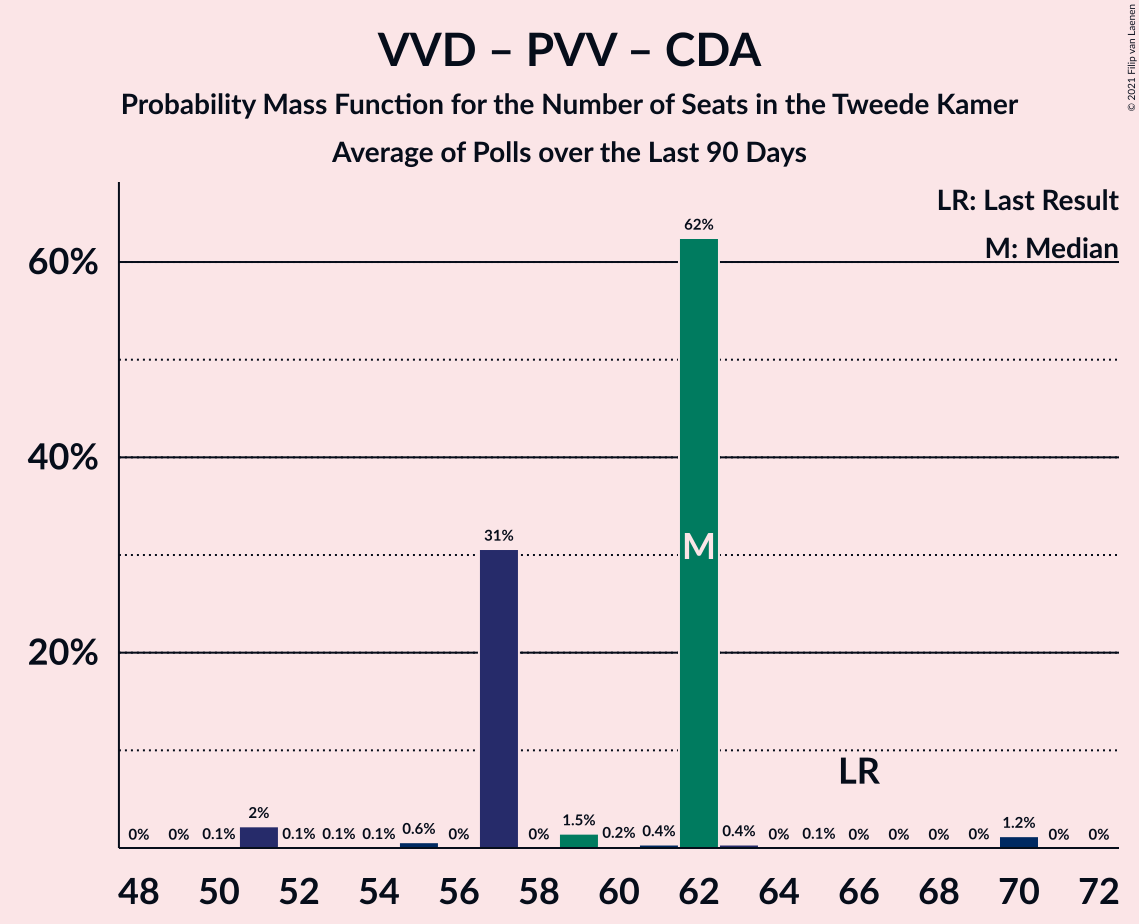 VVD – PVV – CDA
Probability Mass Function for the Number of Seats in the Tweede Kamer
Average of Polls over the Last 90 Days
© 2021 Filip van Laenen
LR: Last Result
M: Median
60%
40%
20%
0% 0% 0.1% 2% 0.1% 0.1% 0.1% 0.6% 0% 31% 0% 1.5% 0.2% 0.4% 62% 0.4% 0% 0.1% 0% 0% 0% 0% 1.2% 0% 0%
M
LR
48 50 52 54 56 58 60 62 64 66 68 70 72